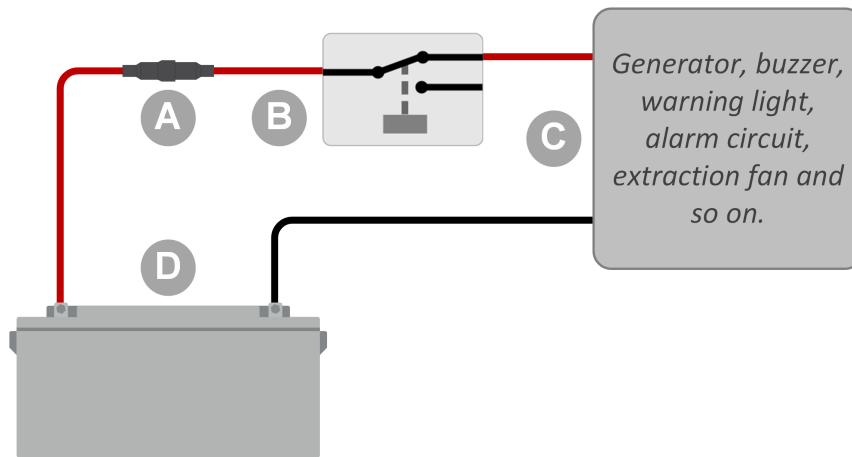 Generator, buzzer,
warning light,
alarm circuit,
extraction fan and
so on.
A
B
C
D